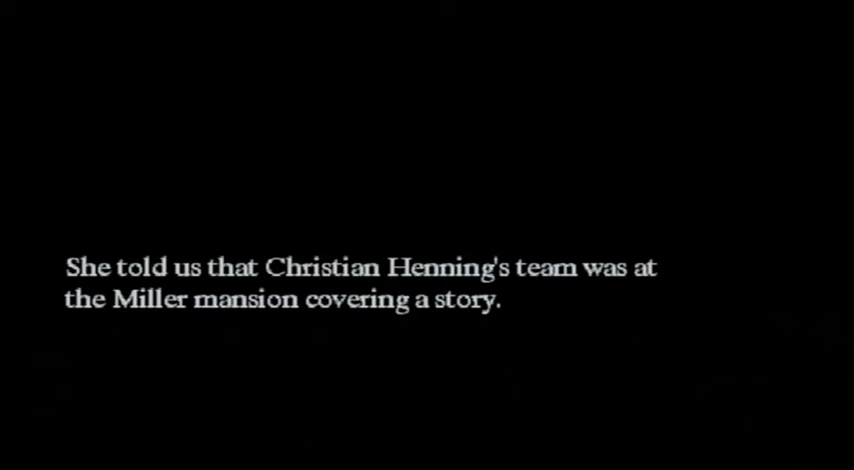 She told us that Christian Henning's team was at
the Miller mansion covering a story.